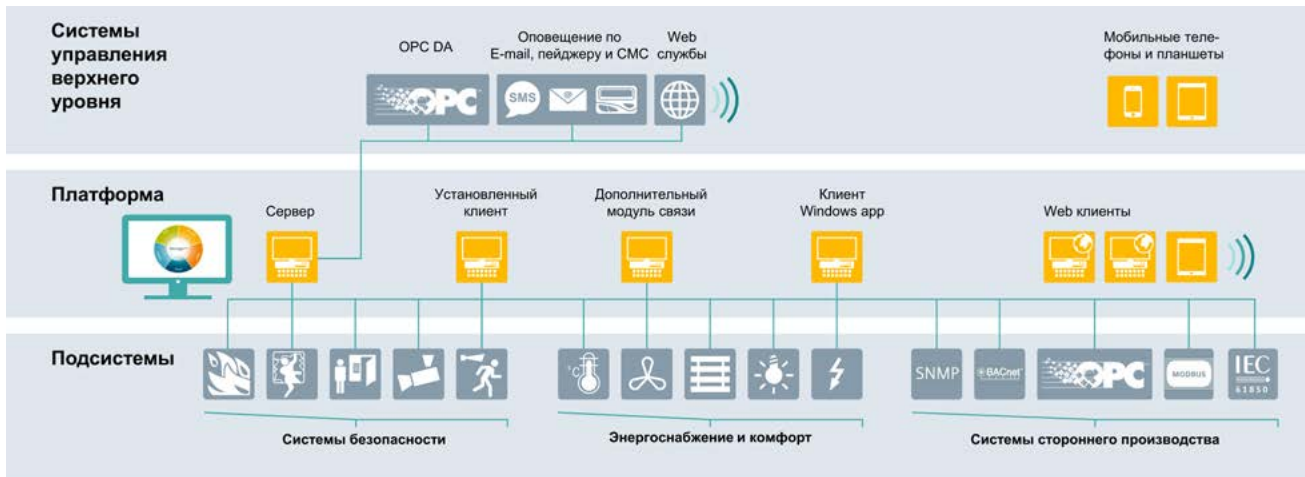 Системы
управления
верхнего
уровня
OPC DA
Оповещение по
E-mail, пейджеру и СМС
Web
службы
Мобильные теле-
фоны и планшеты
OPC
SMS
Платформа
Сервер
Установленный
клиент
Дополнительный
модуль связи
Клиент
Windows app
Web клиенты
Подсистемы
°C
SNMP
BACnet
OPC
MODBUS
IEC
61850
Системы безопасности
Энергоснабжение и комфорт
Системы стороннего производства